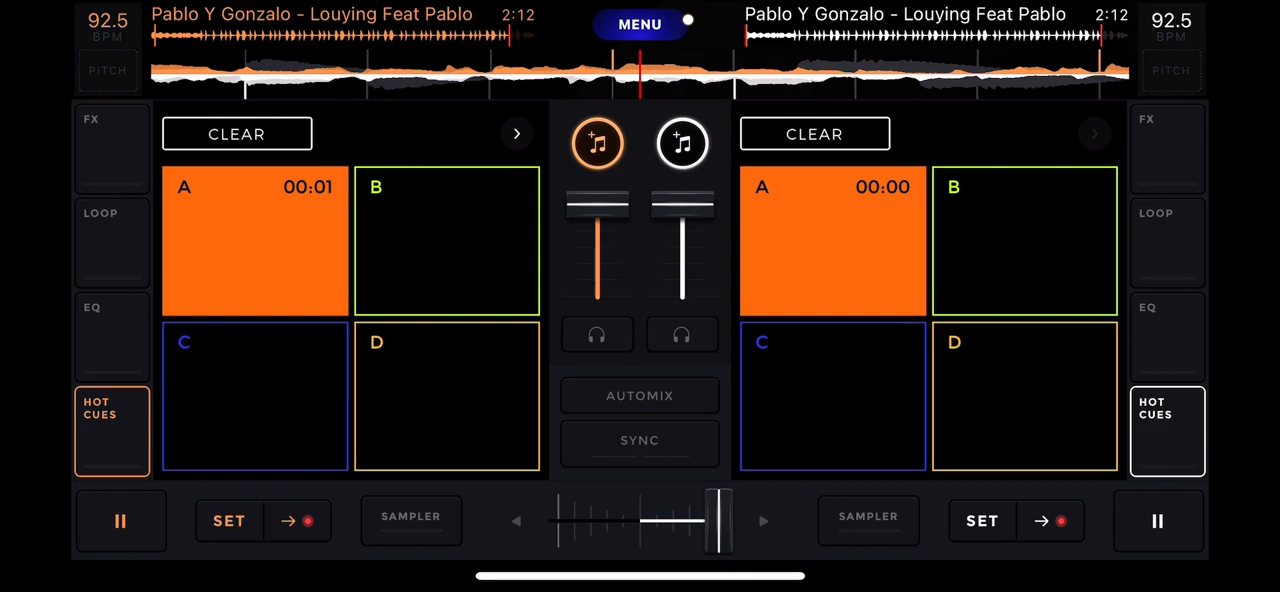 92.5
BPM
PITCH
Pablo Y Gonzalo - Louying Feat Pablo
2:12
MENU
Pablo Y Gonzalo - Louying Feat Pablo
2:12
92.5
BPM
PITCH
FX
LOOP
EQ
HOT
CUES
CLEAR
A 00:01
B
C
D
AUTOMIX
SYNC
CLEAR
A 00:00
B
C
D
FX
LOOP
EQ
HOT
CUES
SET
SAMPLER
SAMPLER
SET